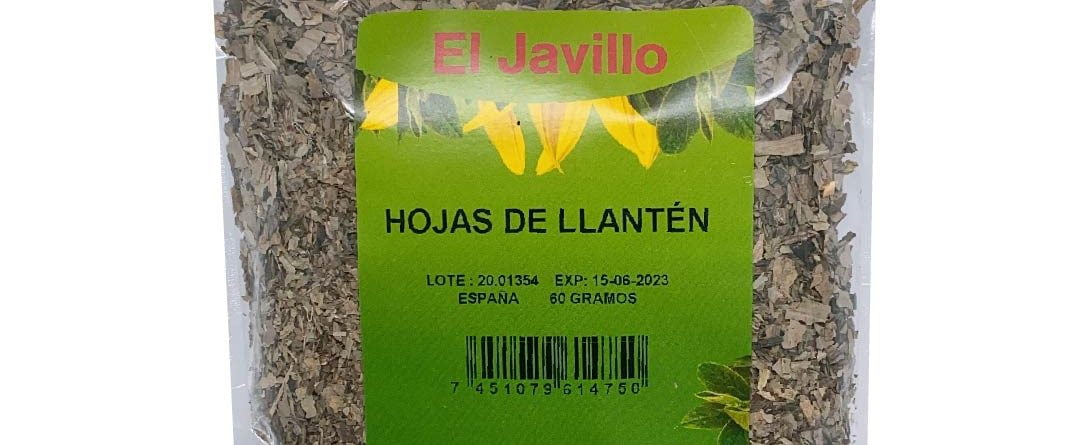 El Javillo
HOJAS DE LLANTÉN
LOTE : 20.01354 EXP: 15-06-2023
ESPAÑA 60 GRAMOS
7 451079 614750